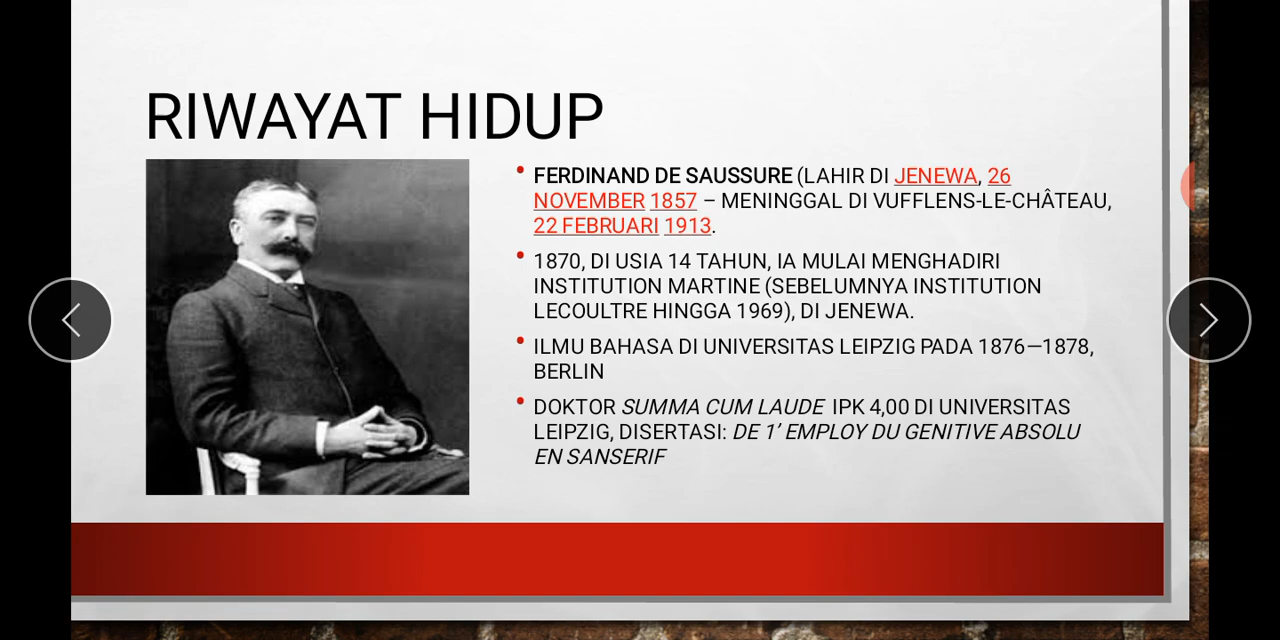 RIWAYAT HIDUP
• FERDINAND DE SAUSSURE (LAHIR DI JENEWA, 26
NOVEMBER 1857 – MENINGGAL DI VUFFLENS-LE-CHÂTEAU,
22 FEBRUARI 1913.
• 1870, DI USIA 14 TAHUN, IA MULAI MENGHADIRI
INSTITUTION MARTINE (SEBELUMNYA INSTITUTION
LECOULTRE HINGGA 1969), DI JENEWA.
• ILMU BAHASA DI UNIVERSITAS LEIPZIG PADA 1876—1878,
BERLIN
• DOKTOR SUMMA CUM LAUDE IPK 4,00 DI UNIVERSITAS
LEIPZIG, DISERTASI: DE 1’ EMPLOY DU GENITIVE ABSOLU
EN SANSERIF